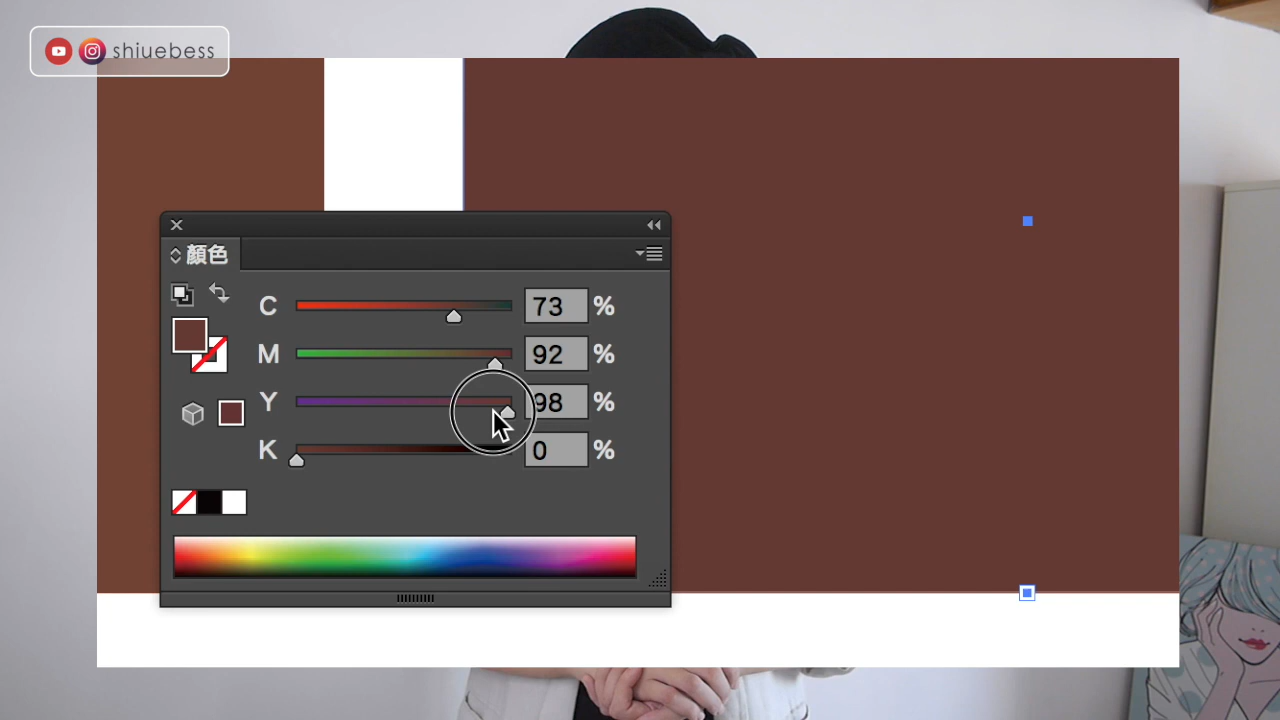 shiuebess
顏色
C 73 %
M 92 %
Y 98 %
K 0 %